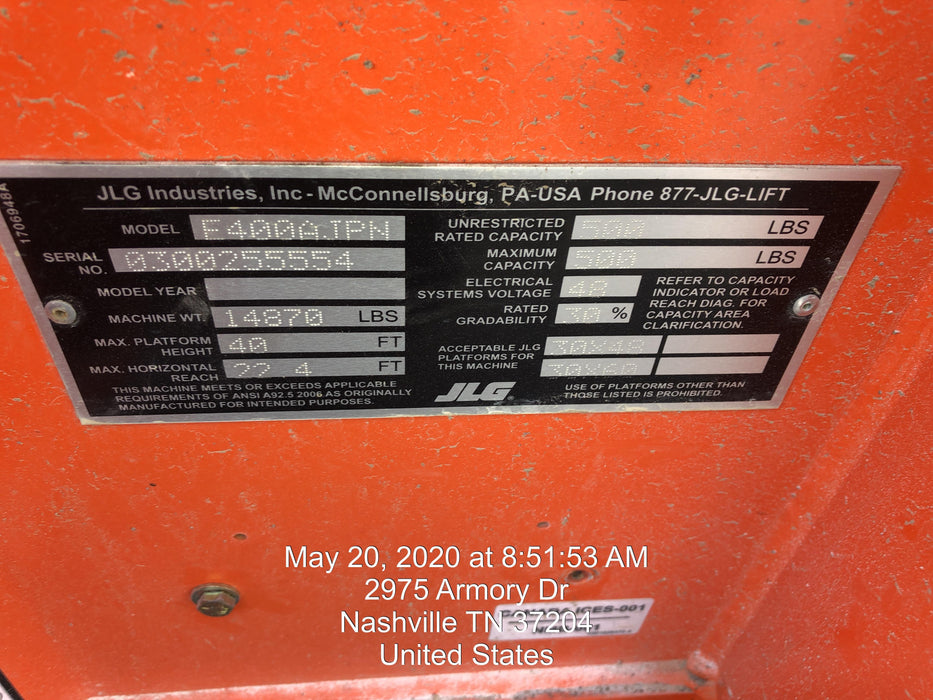 JLG Industries, Inc - McConnellsburg, PA-USA Phone 877-JLG-LIFT
1706948A
MODEL E400AJPN
SERIAL NO. 0300255554
MODEL YEAR
MACHINE WT. 14870 LBS
MAX. PLATFORM HEIGHT 40 FT
MAX. HORIZONTAL REACH 22.4 FT
THIS MACHINE MEETS OR EXCEEDS APPLICABLE
REQUIREMENTS OF ANSI A92.5 2006 AS ORIGINALLY
MANUFACTURED FOR INTENDED PURPOSES.
UNRESTRICTED RATED CAPACITY 500 LBS
MAXIMUM CAPACITY 500 LBS
ELECTRICAL SYSTEMS VOLTAGE 48
RATED GRADABILITY 30 %
REFER TO CAPACITY
INDICATOR OR LOAD
REACH DIAG. FOR
CAPACITY AREA
CLARIFICATION.
ACCEPTABLE JLG
PLATFORMS FOR
THIS MACHINE
30X48
30X60
JLG
USE OF PLATFORMS OTHER THAN
THOSE LISTED IS PROHIBITED.
May 20, 2020 at 8:51:53 AM
2975 Armory Dr
Nashville TN 37204
United States